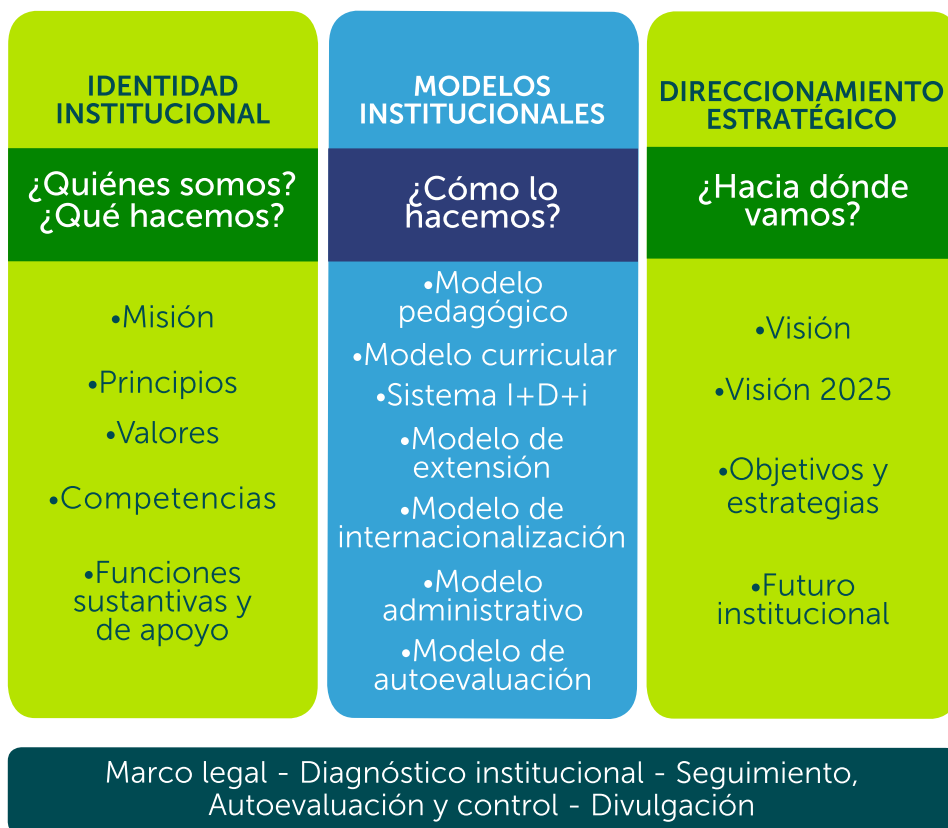 IDENTIDAD
INSTITUCIONAL
¿Quiénes somos?
¿Qué hacemos?
•Misión
•Principios
•Valores
•Competencias
•Funciones
sustantivas y
de apoyo
MODELOS
INSTITUCIONALES
¿Cómo lo
hacemos?
•Modelo
pedagógico
•Modelo curricular
•Sistema I+D+i
•Modelo de
extensión
•Modelo de
internacionalización
•Modelo
administrativo
•Modelo de
autoevaluación
DIRECCIONAMIENTO
ESTRATÉGICO
¿Hacia dónde
vamos?
•Visión
•Visión 2025
•Objetivos y
estrategias
•Futuro
institucional
Marco legal - Diagnóstico institucional - Seguimiento,
Autoevaluación y control - Divulgación